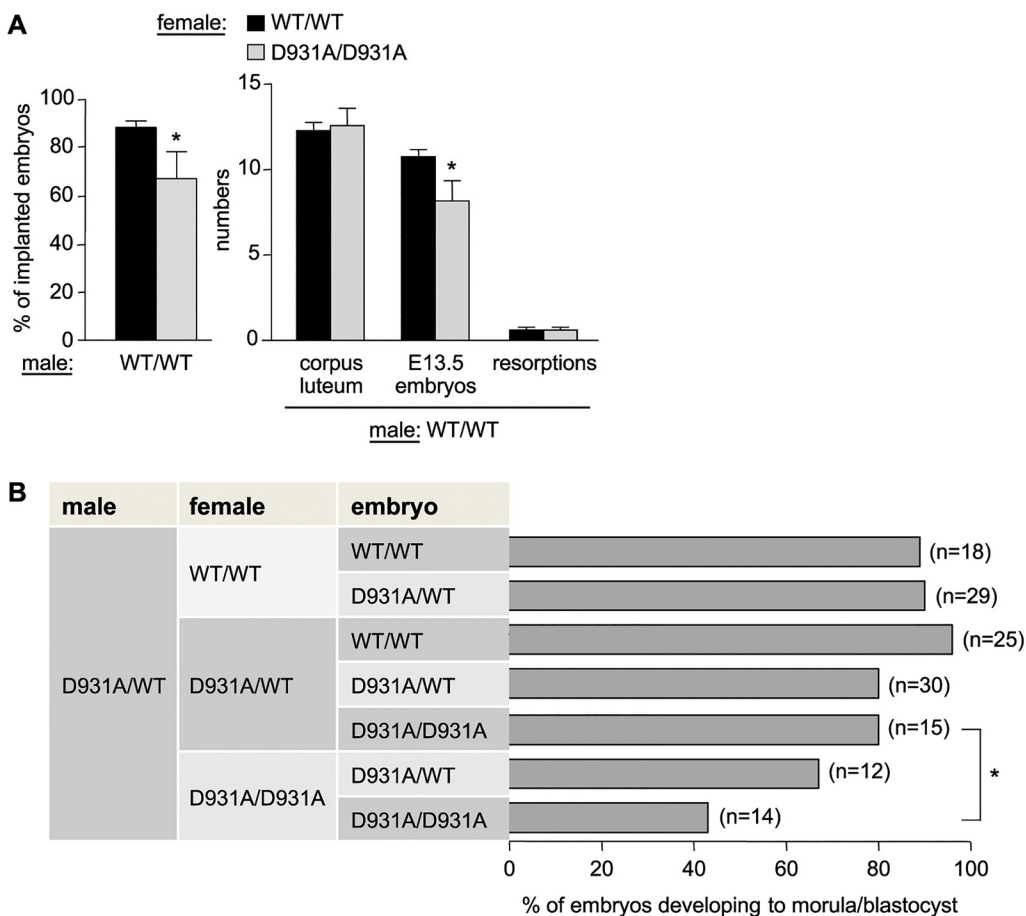 A
female: WT/WT
D931A/D931A
% of implanted embryos
100
80
60
40
20
0
*
male: WT/WT
numbers
15
10
5
0
*
corpus luteum
E13.5 embryos
resorptions
male: WT/WT
B
male female embryo
D931A/WT
WT/WT
WT/WT (n=18)
D931A/WT (n=29)
D931A/WT
WT/WT (n=25)
D931A/WT (n=30)
D931A/D931A (n=15)
*
D931A/D931A
D931A/WT (n=12)
D931A/D931A (n=14)
0 20 40 60 80 100
% of embryos developing to morula/blastocyst